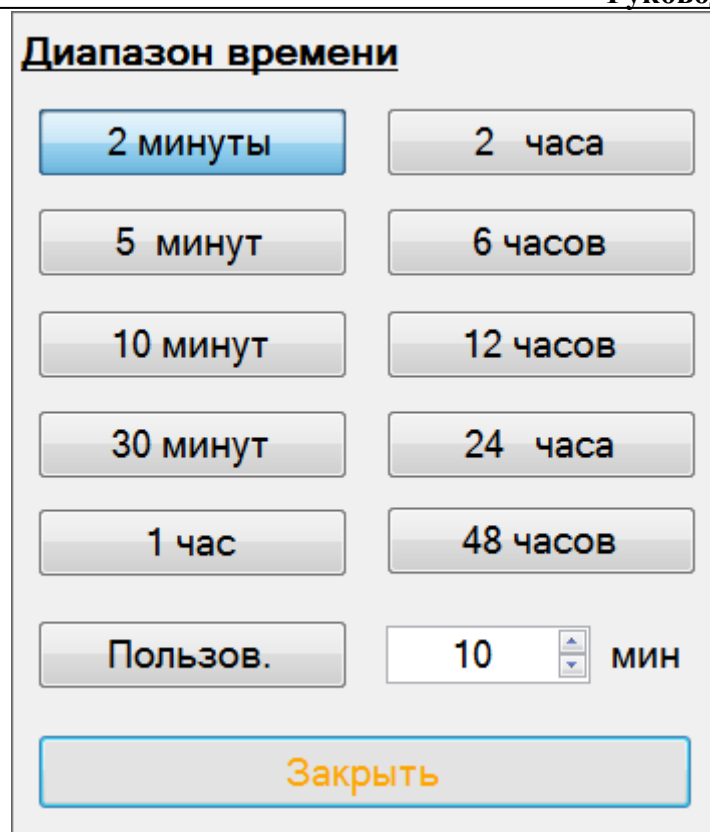 Диапазон времени
2 минуты 2 часа
5 минут 6 часов
10 минут 12 часов
30 минут 24 часа
1 час 48 часов
Пользов. 10 мин
Закрыть